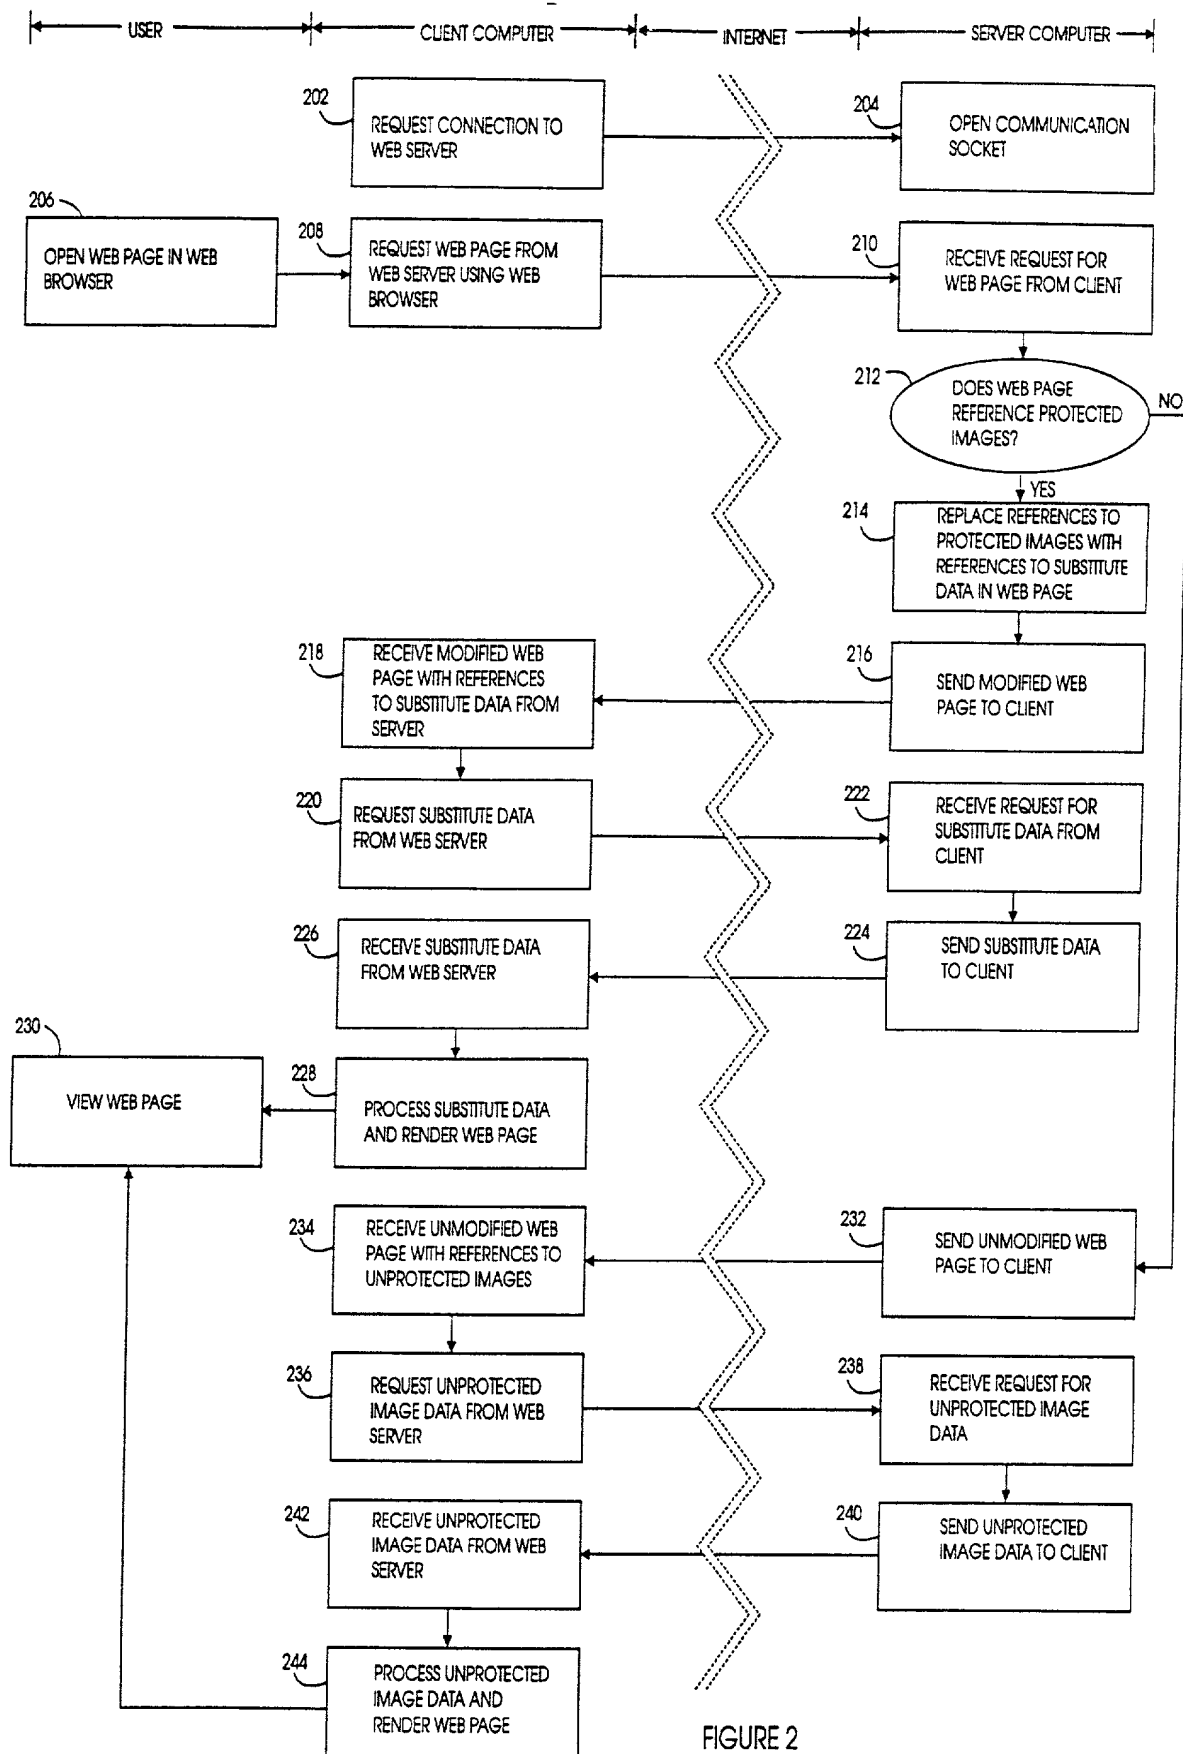 USER
CLIENT COMPUTER
INTERNET
SERVER COMPUTER
202
REQUEST CONNECTION TO
WEB SERVER
204
OPEN COMMUNICATION
SOCKET
206
OPEN WEB PAGE IN WEB
BROWSER
208
REQUEST WEB PAGE FROM
WEB SERVER USING WEB
BROWSER
210
RECEIVE REQUEST FOR
WEB PAGE FROM CLIENT
212
DOES WEB PAGE
REFERENCE PROTECTED
IMAGES?
NO
YES
214
REPLACE REFERENCES TO
PROTECTED IMAGES WITH
REFERENCES TO SUBSTITUTE
DATA IN WEB PAGE
216
SEND MODIFIED WEB
PAGE TO CLIENT
218
RECEIVE MODIFIED WEB
PAGE WITH REFERENCES
TO SUBSTITUTE DATA FROM
SERVER
220
REQUEST SUBSTITUTE DATA
FROM WEB SERVER
222
RECEIVE REQUEST FOR
SUBSTITUTE DATA FROM
CLIENT
224
SEND SUBSTITUTE DATA
TO CLIENT
226
RECEIVE SUBSTITUTE DATA
FROM WEB SERVER
228
PROCESS SUBSTITUTE DATA
AND RENDER WEB PAGE
230
VIEW WEB PAGE
232
SEND UNMODIFIED WEB
PAGE TO CLIENT
234
RECEIVE UNMODIFIED WEB
PAGE WITH REFERENCES TO
UNPROTECTED IMAGES
236
REQUEST UNPROTECTED
IMAGE DATA FROM WEB
SERVER
238
RECEIVE REQUEST FOR
UNPROTECTED IMAGE
DATA
240
SEND UNPROTECTED
IMAGE DATA TO CLIENT
242
RECEIVE UNPROTECTED
IMAGE DATA FROM WEB
SERVER
244
PROCESS UNPROTECTED
IMAGE DATA AND
RENDER WEB PAGE
FIGURE 2